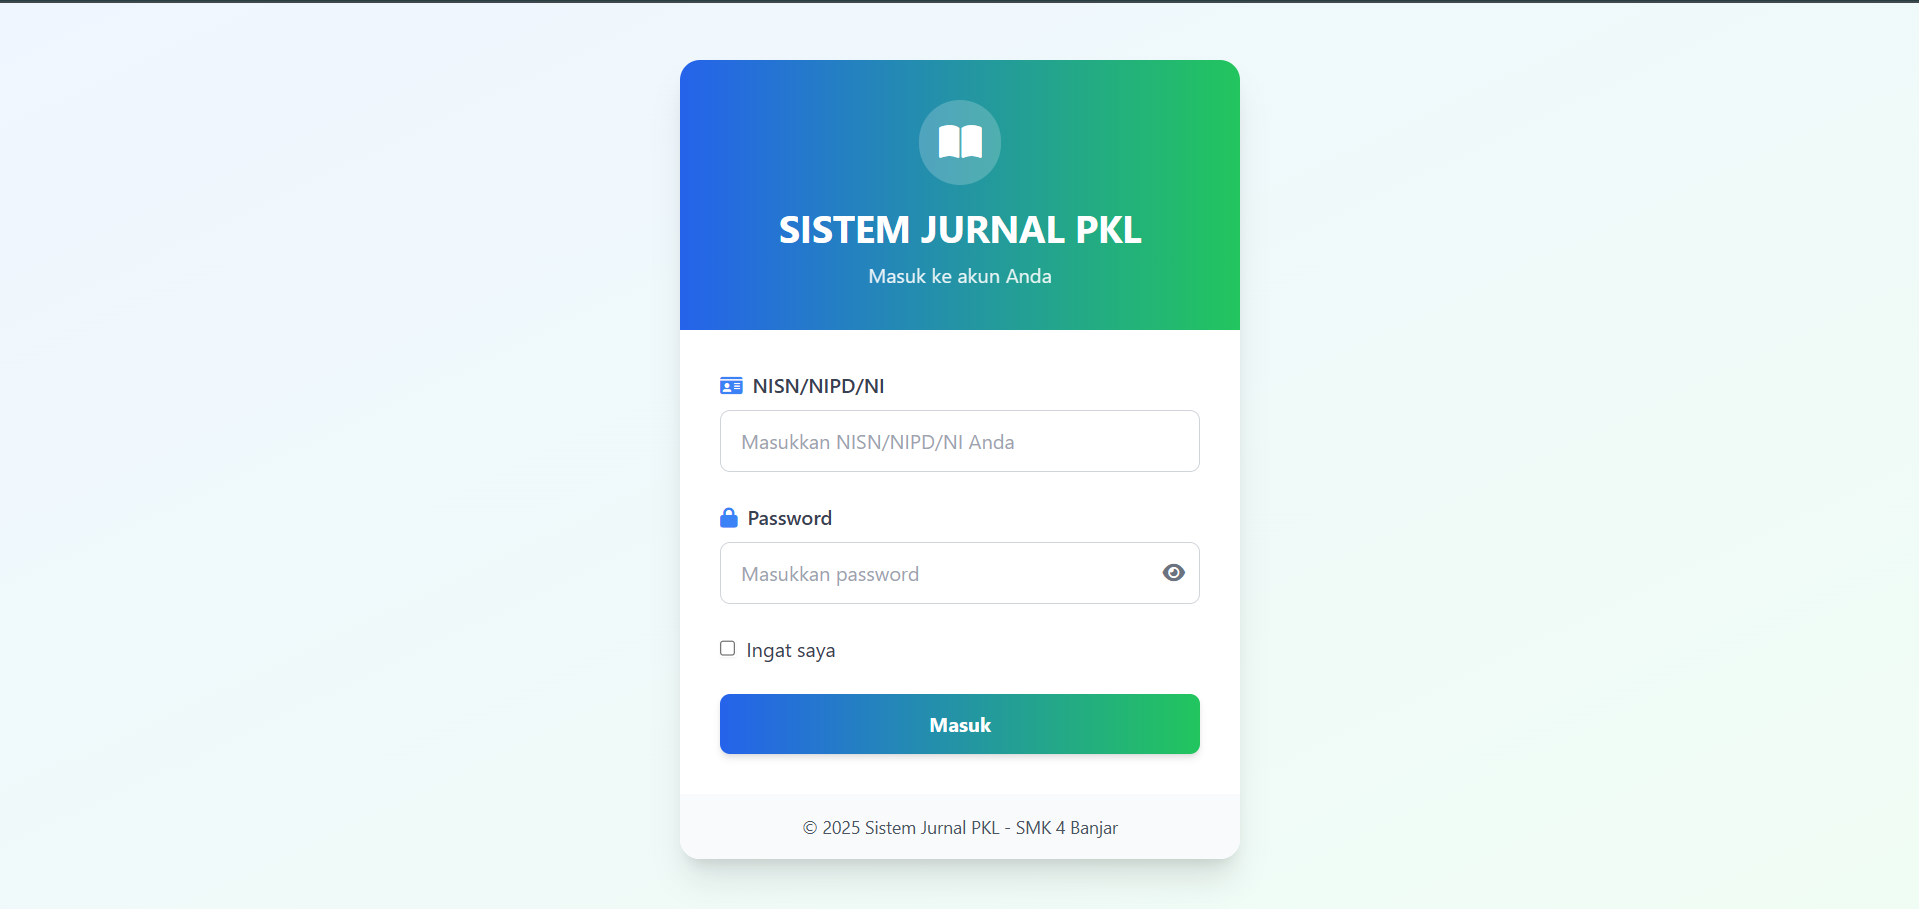 SISTEM JURNAL PKL
Masuk ke akun Anda
NISN/NIPD/NI
Masukkan NISN/NIPD/NI Anda
Password
Masukkan password
Ingat saya
Masuk
© 2025 Sistem Jurnal PKL - SMK 4 Banjar